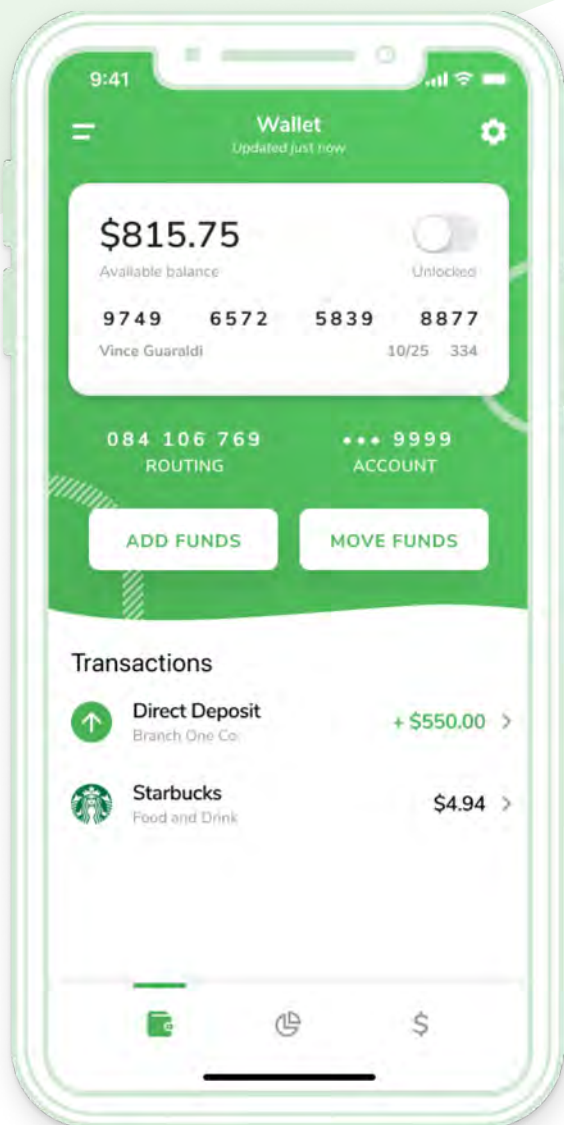 9:41
Wallet
Updated just now
$815.75
Available balance Unlocked
9749 6572 5839 8877
Vince Guaraldi 10/25 334
084 106 769 ••• 9999
ROUTING ACCOUNT
ADD FUNDS MOVE FUNDS
Transactions
Direct Deposit + $550.00 >
Branch One Co.
Starbucks $4.94 >
Food and Drink
$